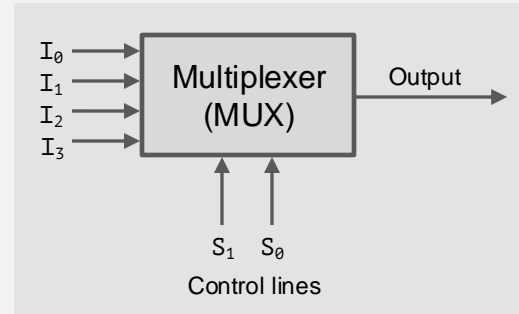 I₀
I₁
I₂
I₃
Multiplexer
(MUX)
Output
S₁ S₀
Control lines